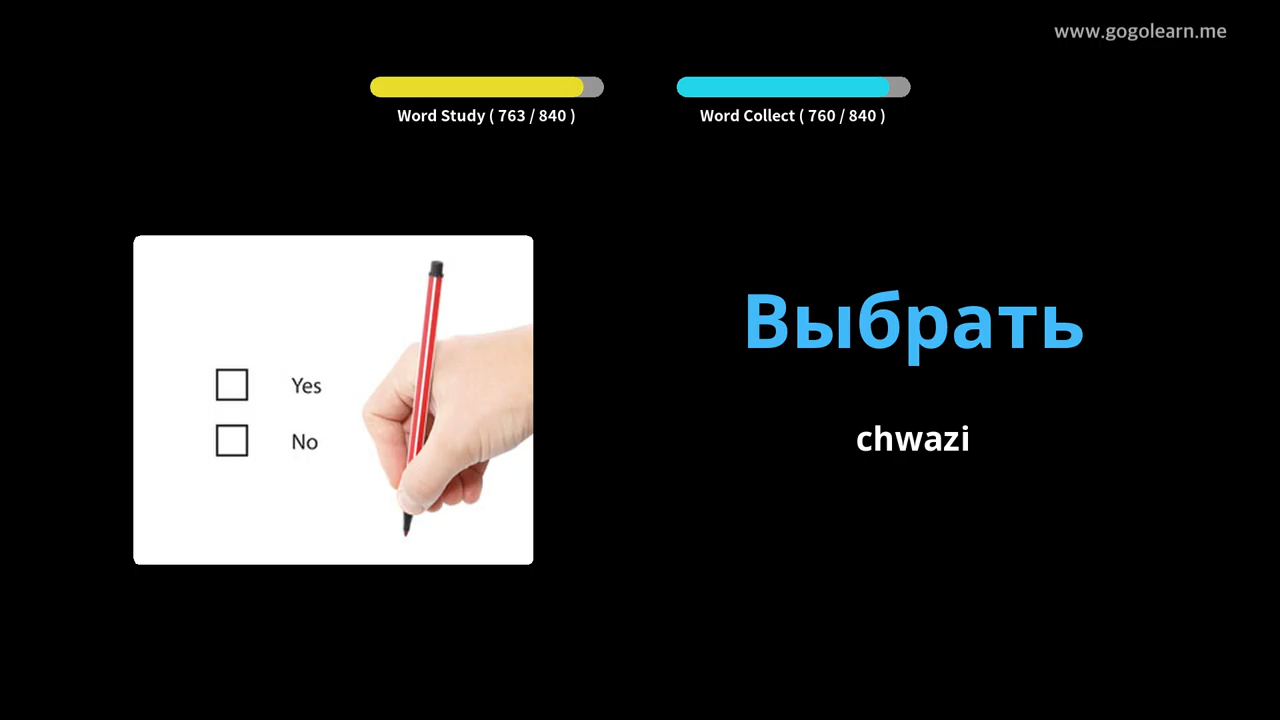 www.gogolearn.me
Word Study ( 763 / 840 )
Word Collect ( 760 / 840 )
Yes
No
Выбрать
chwazi